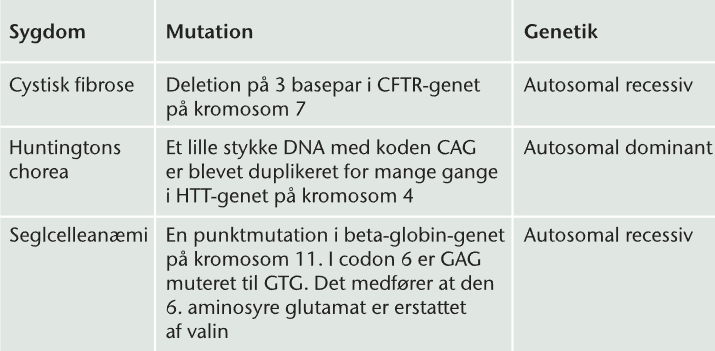 Sygdom Mutation Genetik
Cystisk fibrose Deletion på 3 basepar i CFTR-genet Autosomal recessiv
på kromosom 7
Huntingtons Et lille stykke DNA med koden CAG Autosomal dominant
chorea er blevet duplikeret for mange gange
i HTT-genet på kromosom 4
Seglcelleanæmi En punktmutation i beta-globin-genet Autosomal recessiv
på kromosom 11. I codon 6 er GAG
muteret til GTG. Det medfører at den
6. aminosyre glutamat er erstattet
af valin